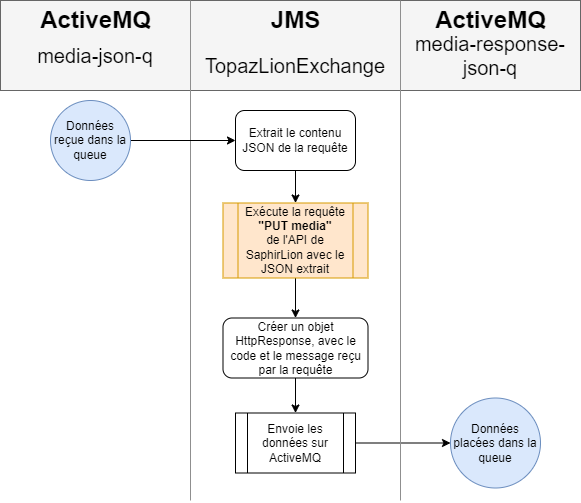 ActiveMQ
media-json-q
JMS
TopazLionExchange
ActiveMQ
media-response-
json-q
Données
reçue dans la
queue
Extrait le contenu
JSON de la requête
Exécute la requête
"PUT media"
de l'API de
SaphirLion avec le
JSON extrait
Créer un objet
HttpResponse, avec le
code et le message reçu
par la requête
Envoie les
données sur
ActiveMQ
Données
placées dans la
queue